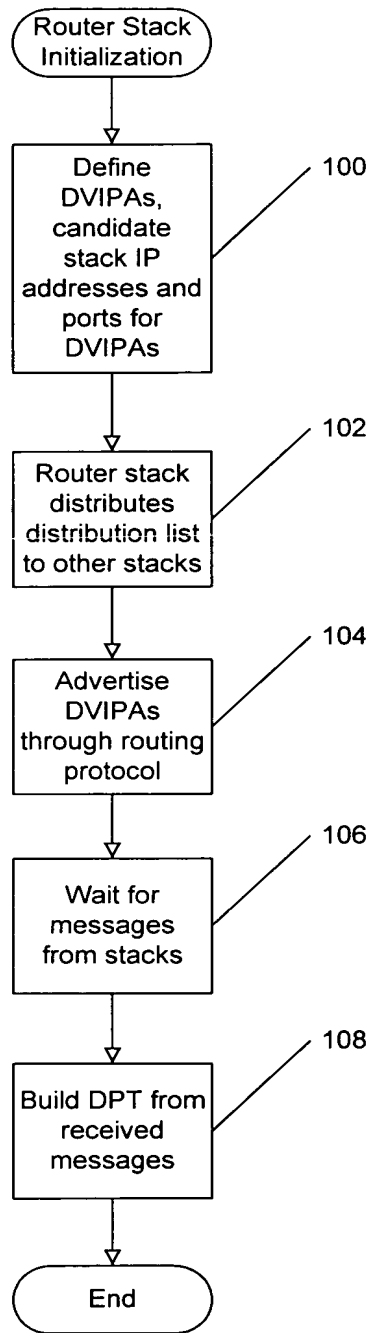 Router Stack
Initialization
Define
DVIPAs,
candidate
stack IP
addresses and
ports for
DVIPAs
100
Router stack
distributes
distribution list
to other stacks
102
Advertise
DVIPAs
through routing
protocol
104
Wait for
messages
from stacks
106
Build DPT from
received
messages
108
End